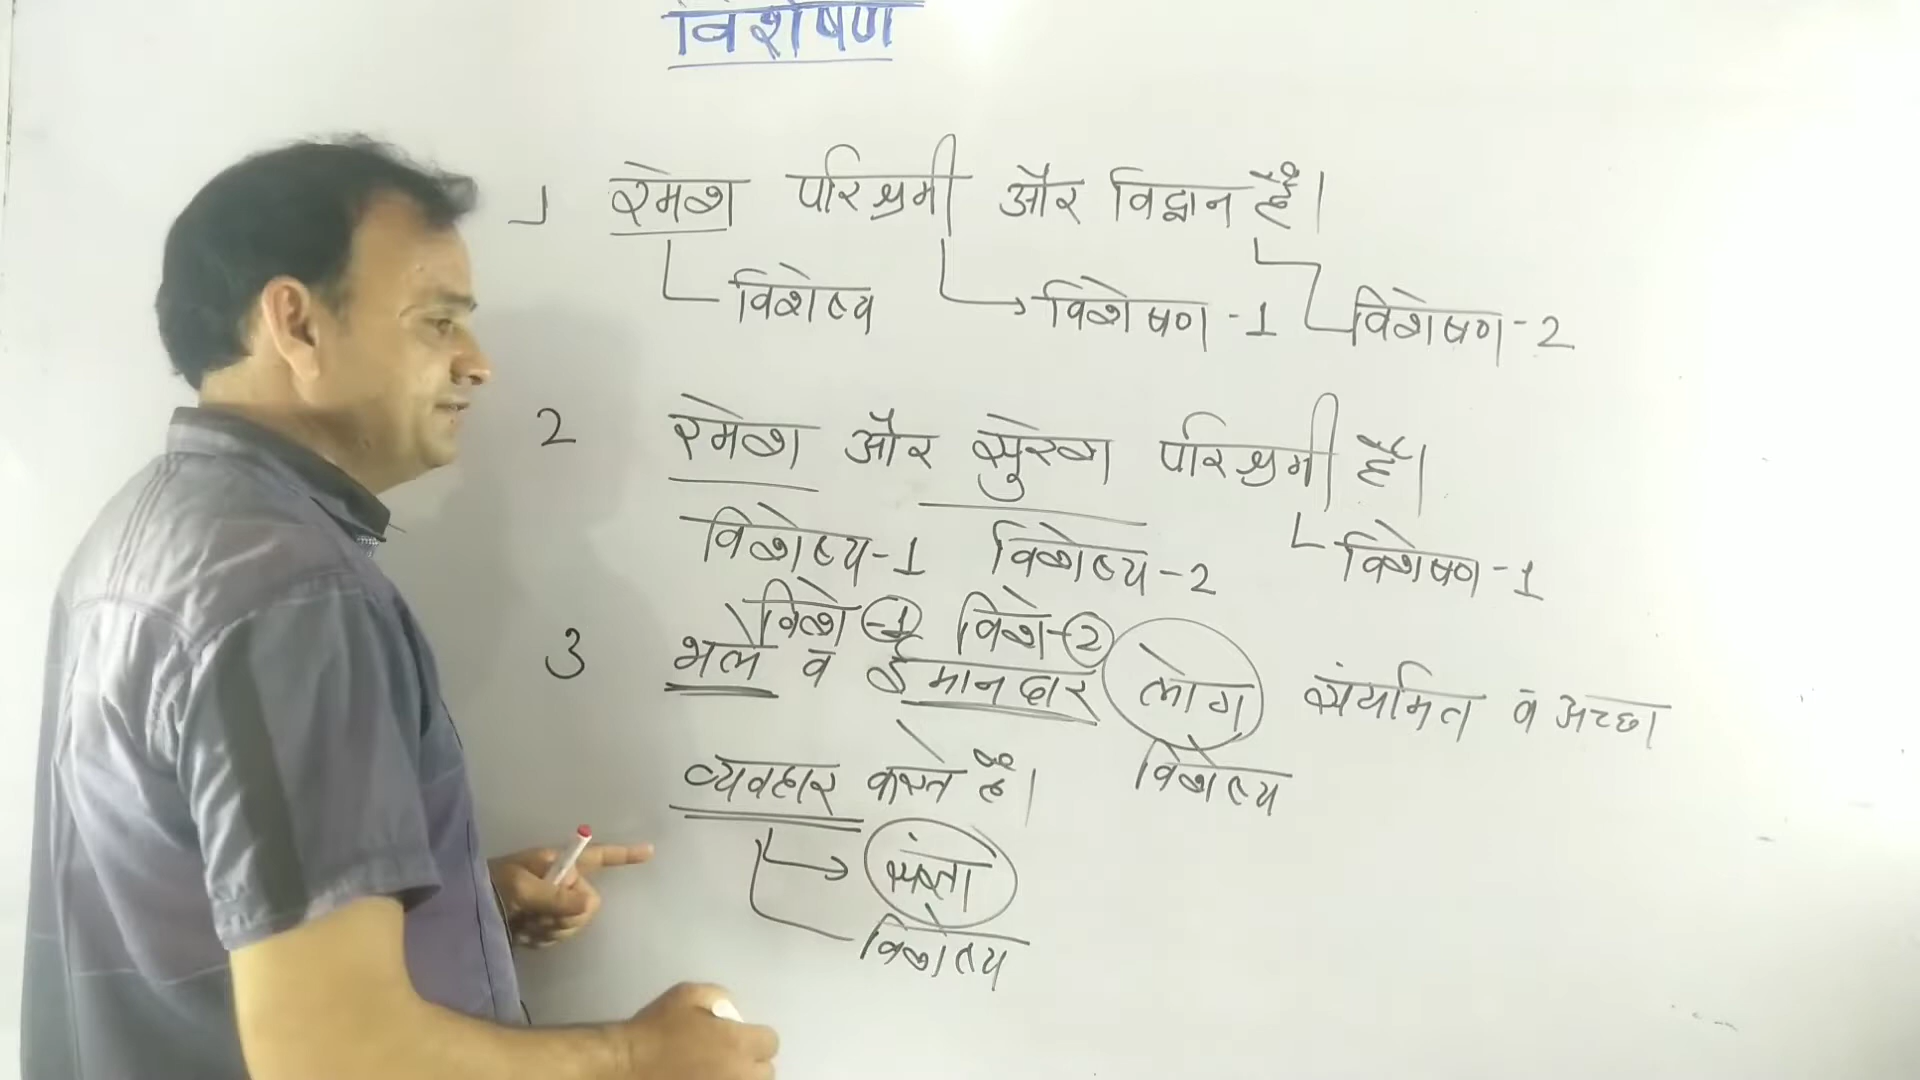 विशेषण
1 रमेश परिश्रमी और विद्वान हैं।
विशेष्य विशेषण-1 विशेषण-2
2 रमेश और सुरेश परिश्रमी हैं।
विशेष्य-1 विशेष्य-2 विशेषण-1
विशे-1 विशे-2
3 भले व ईमानदार लोग संयमित व अच्छा
विशेष्य
व्यवहार करते हैं।
संज्ञा
विशेष्य